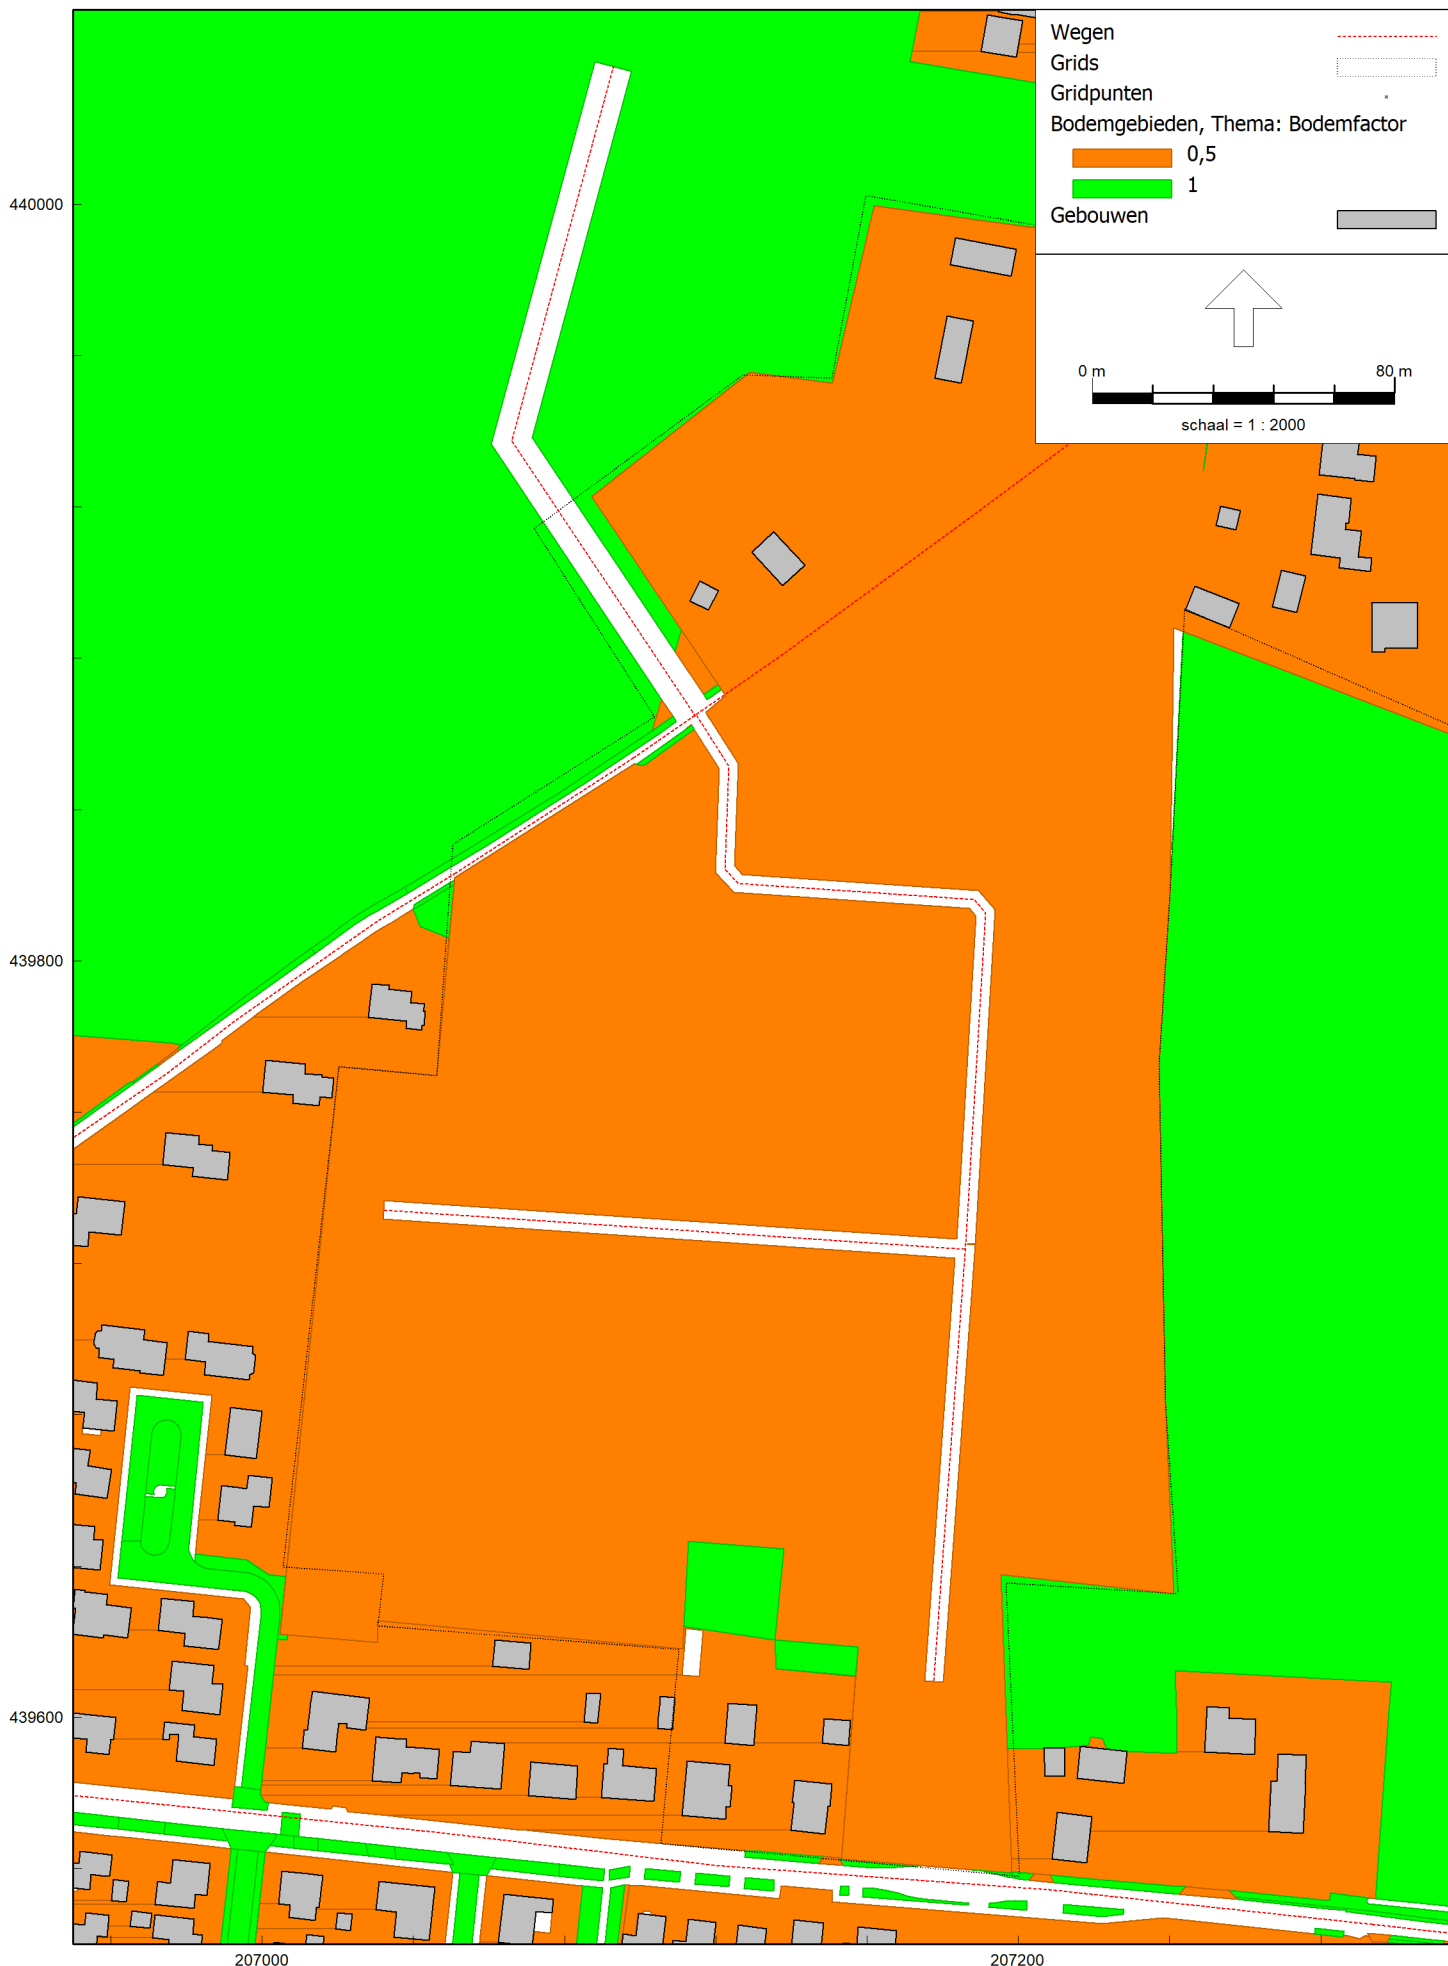 Wegen
Grids
Gridpunten
Bodemgebieden, Thema: Bodemfactor
0,5
1
Gebouwen
440000
0 m 80 m
schaal = 1 : 2000
439800
439600
207000 207200